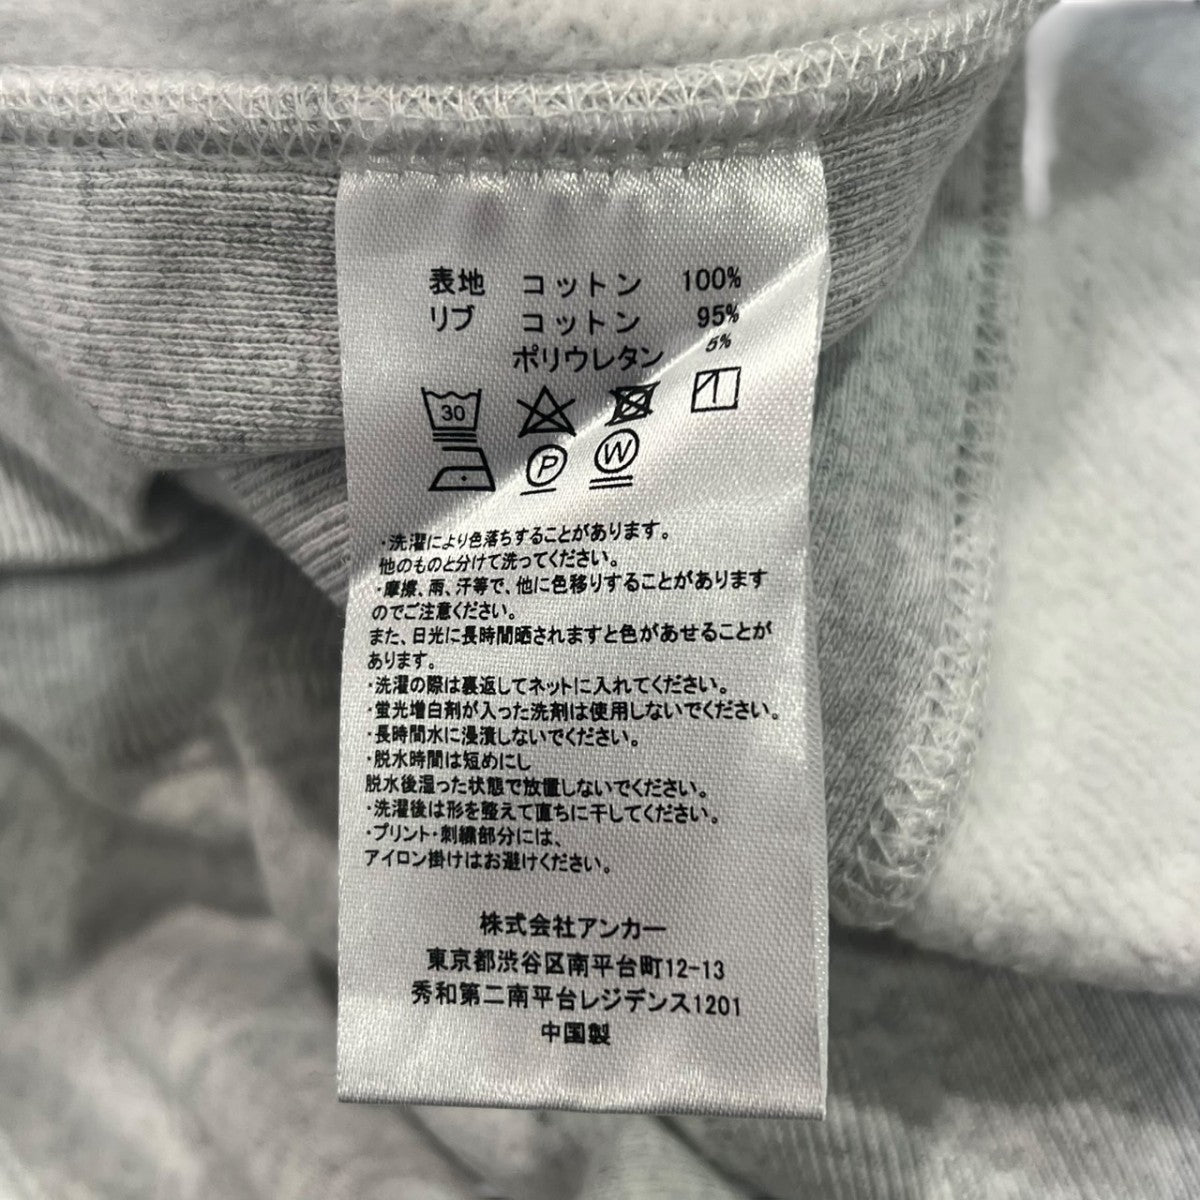 表地 コットン 100%
リブ コットン 95%
ポリウレタン 5%
30
P W
・洗濯により色落ちすることがあります。
他のものと分けて洗ってください。
・摩擦、雨、汗等で、他に色移りすることがあります
のでご注意ください。
また、日光に長時間晒されますと色があせることが
あります。
・洗濯の際は裏返してネットに入れてください。
・蛍光増白剤が入った洗剤は使用しないでください。
・長時間水に浸漬しないでください。
・脱水時間は短めにし
脱水後湿った状態で放置しないでください。
・洗濯後は形を整えて直ちに干してください。
・プリント・刺繍部分には、
アイロン掛けはお避けください。
株式会社アンカー
東京都渋谷区南平台町12-13
秀和第二南平台レジデンス1201
中国製